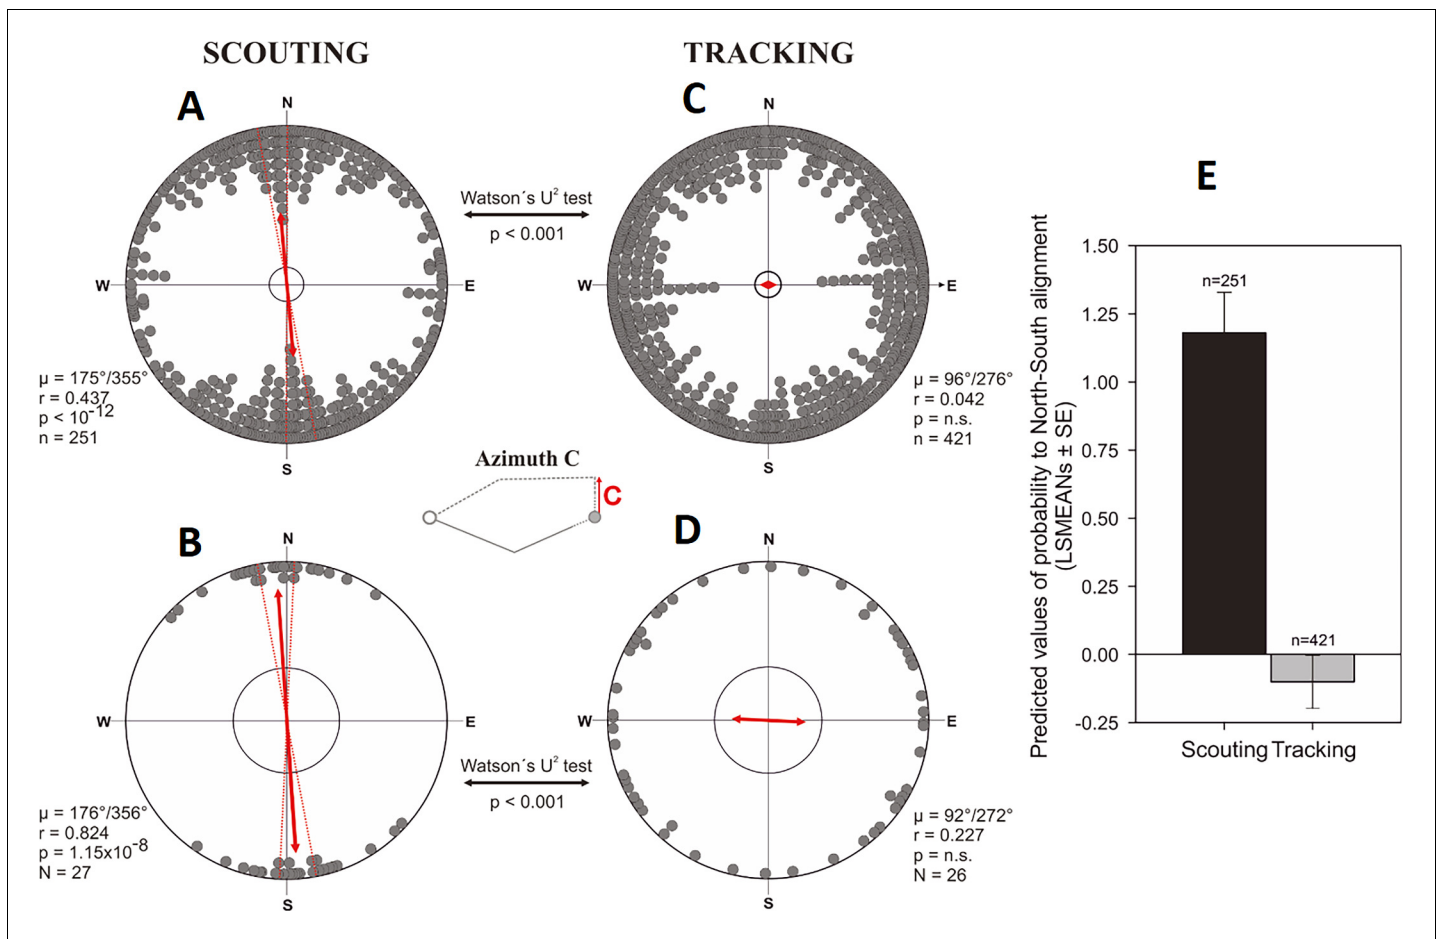 SCOUTING
TRACKING
A
N
W
E
S
μ = 175°/355°
r = 0.437
p < 10⁻¹²
n = 251
Watson´s U² test
p < 0.001
C
N
W
E
S
μ = 96°/276°
r = 0.042
p = n.s.
n = 421
Azimuth C
C
B
N
W
E
S
μ = 176°/356°
r = 0.824
p = 1.15x10⁻⁸
N = 27
Watson´s U² test
p < 0.001
D
N
W
E
S
μ = 92°/272°
r = 0.227
p = n.s.
N = 26
E
Predicted values of probability to North-South alignment
(LSMEANs ± SE)
1.50
1.25
1.00
0.75
0.50
0.25
0.00
-0.25
n=251
n=421
Scouting Tracking